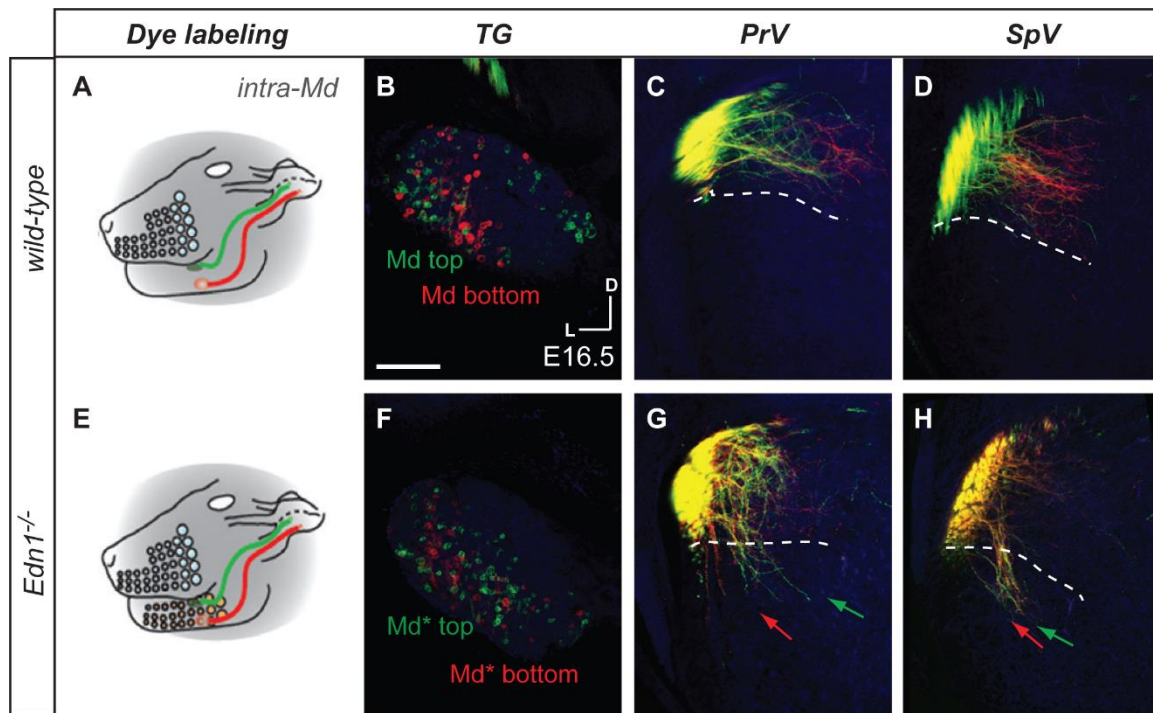 Dye labeling TG PrV SpV
wild-type
A intra-Md B C D
Md top
Md bottom
D
L
E16.5
Edn1-/-
E F G H
Md* top
Md* bottom